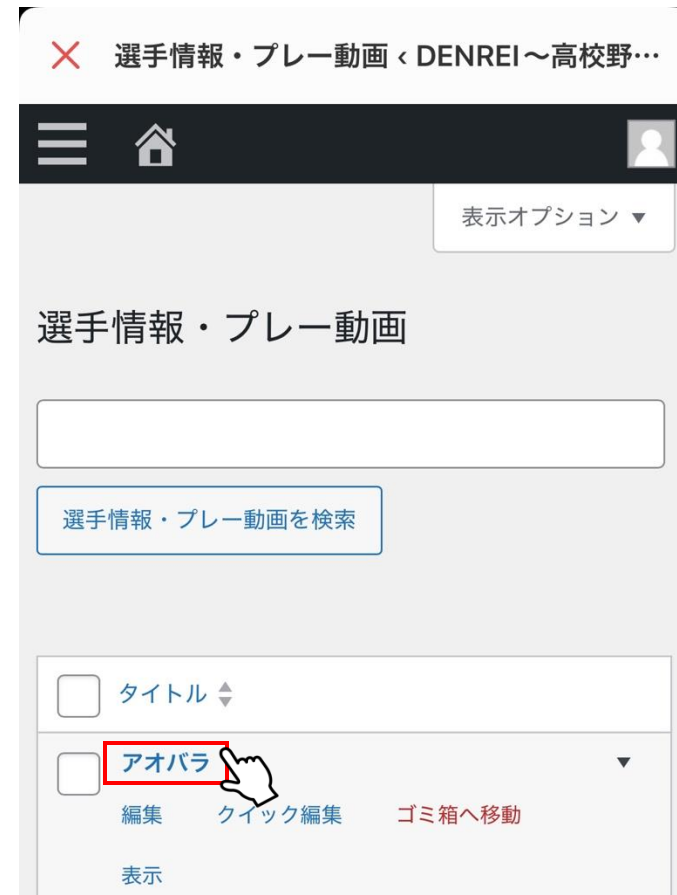 選手情報・プレー動画 ‹ DENREI～高校野…
表示オプション ▼
選手情報・プレー動画
選手情報・プレー動画を検索
タイトル
アオバラ ▼
編集 クイック編集 ゴミ箱へ移動
表示